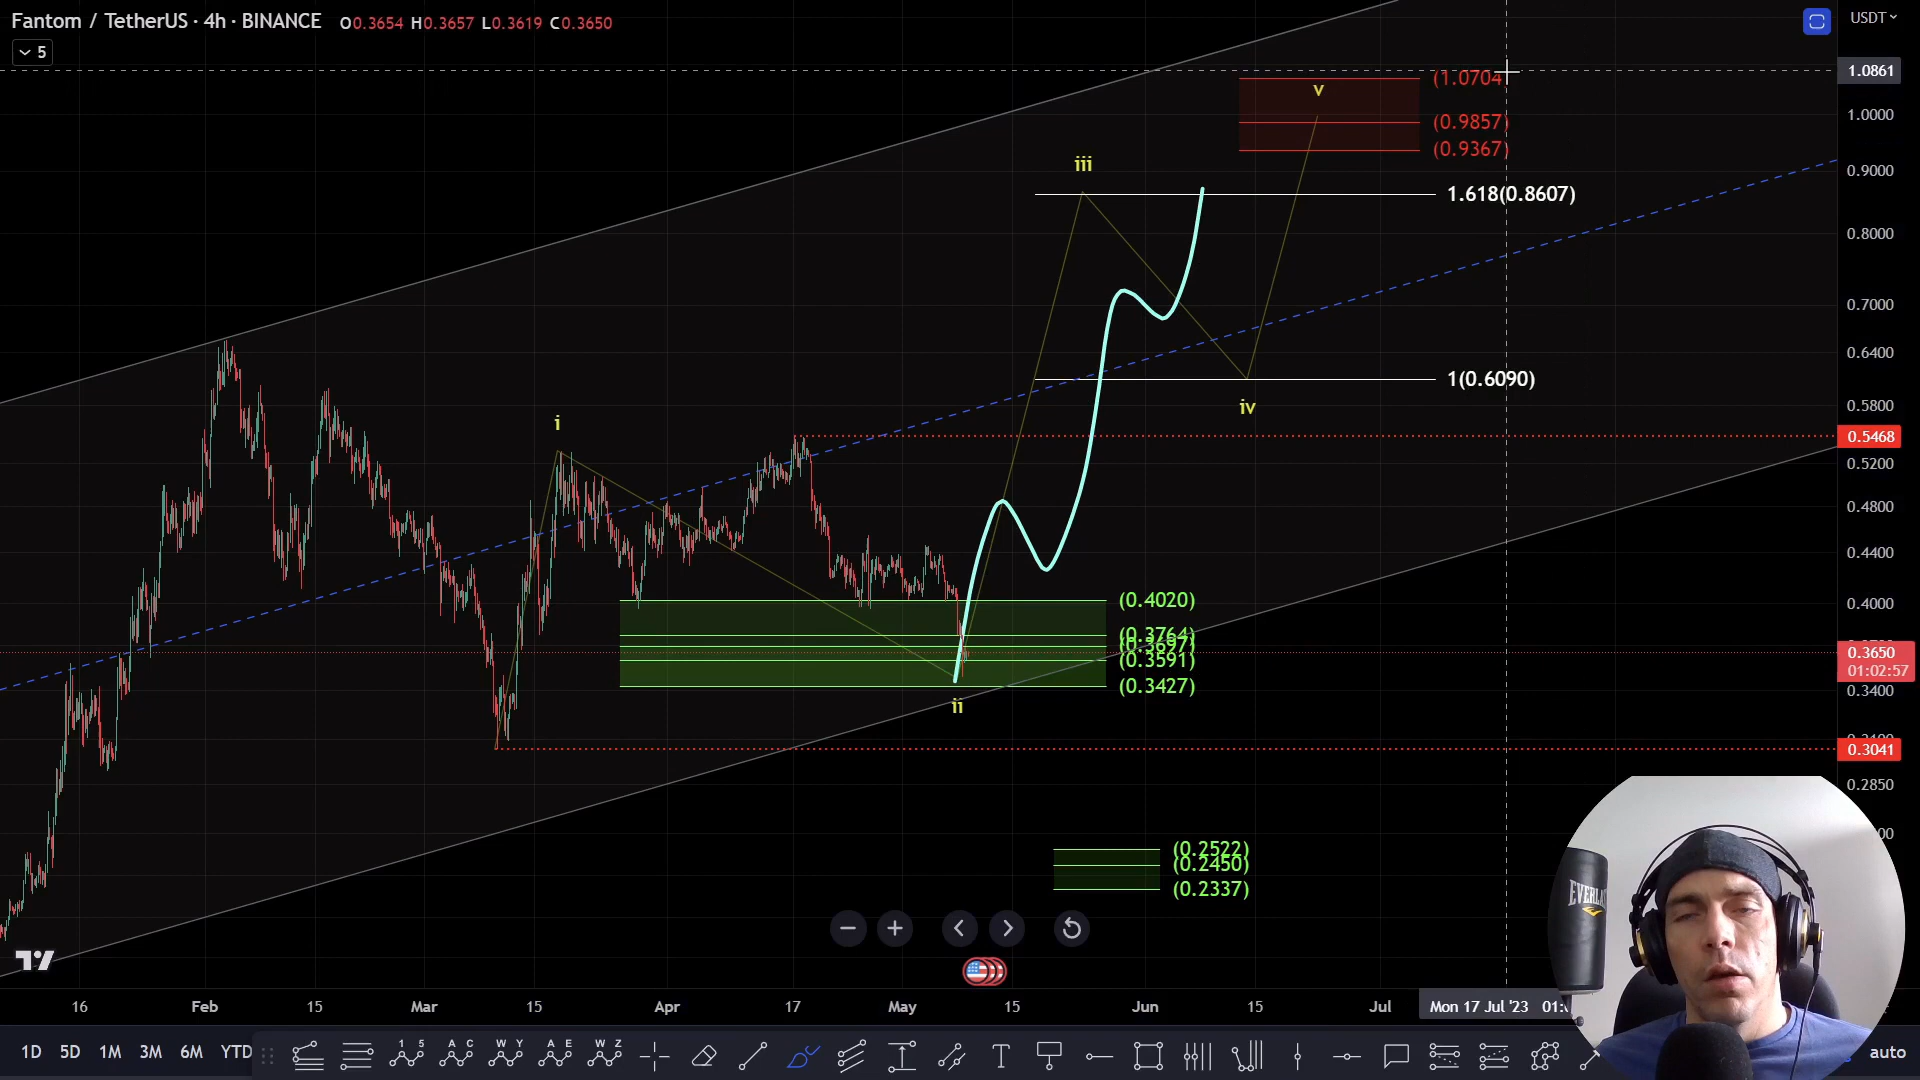 Fantom / TetherUS · 4h · BINANCE O0.3654 H0.3657 L0.3619 C0.3650
USDT
5
1.0861
(1.0704
v
1.0000
(0.9857)
(0.9367)
iii
0.9000
1.618(0.8607)
0.8000
0.7000
0.6400
1(0.6090)
0.5800
iv
i
0.5468
0.5200
0.4800
0.4400
(0.4020)
0.4000
(0.3764)
(0.3697)
(0.3591)
0.3650
01:02:57
(0.3427)
0.3400
ii
0.3041
0.2850
(0.2522)
(0.2450)
(0.2337)
EVERLAS
16 Feb 15 Mar 15 Apr 17 May 15 Jun 15 Jul Mon 17 Jul '23 01:
1D 5D 1M 3M 6M YTD
1 5
A C
W Y
A E
W Z
T
auto